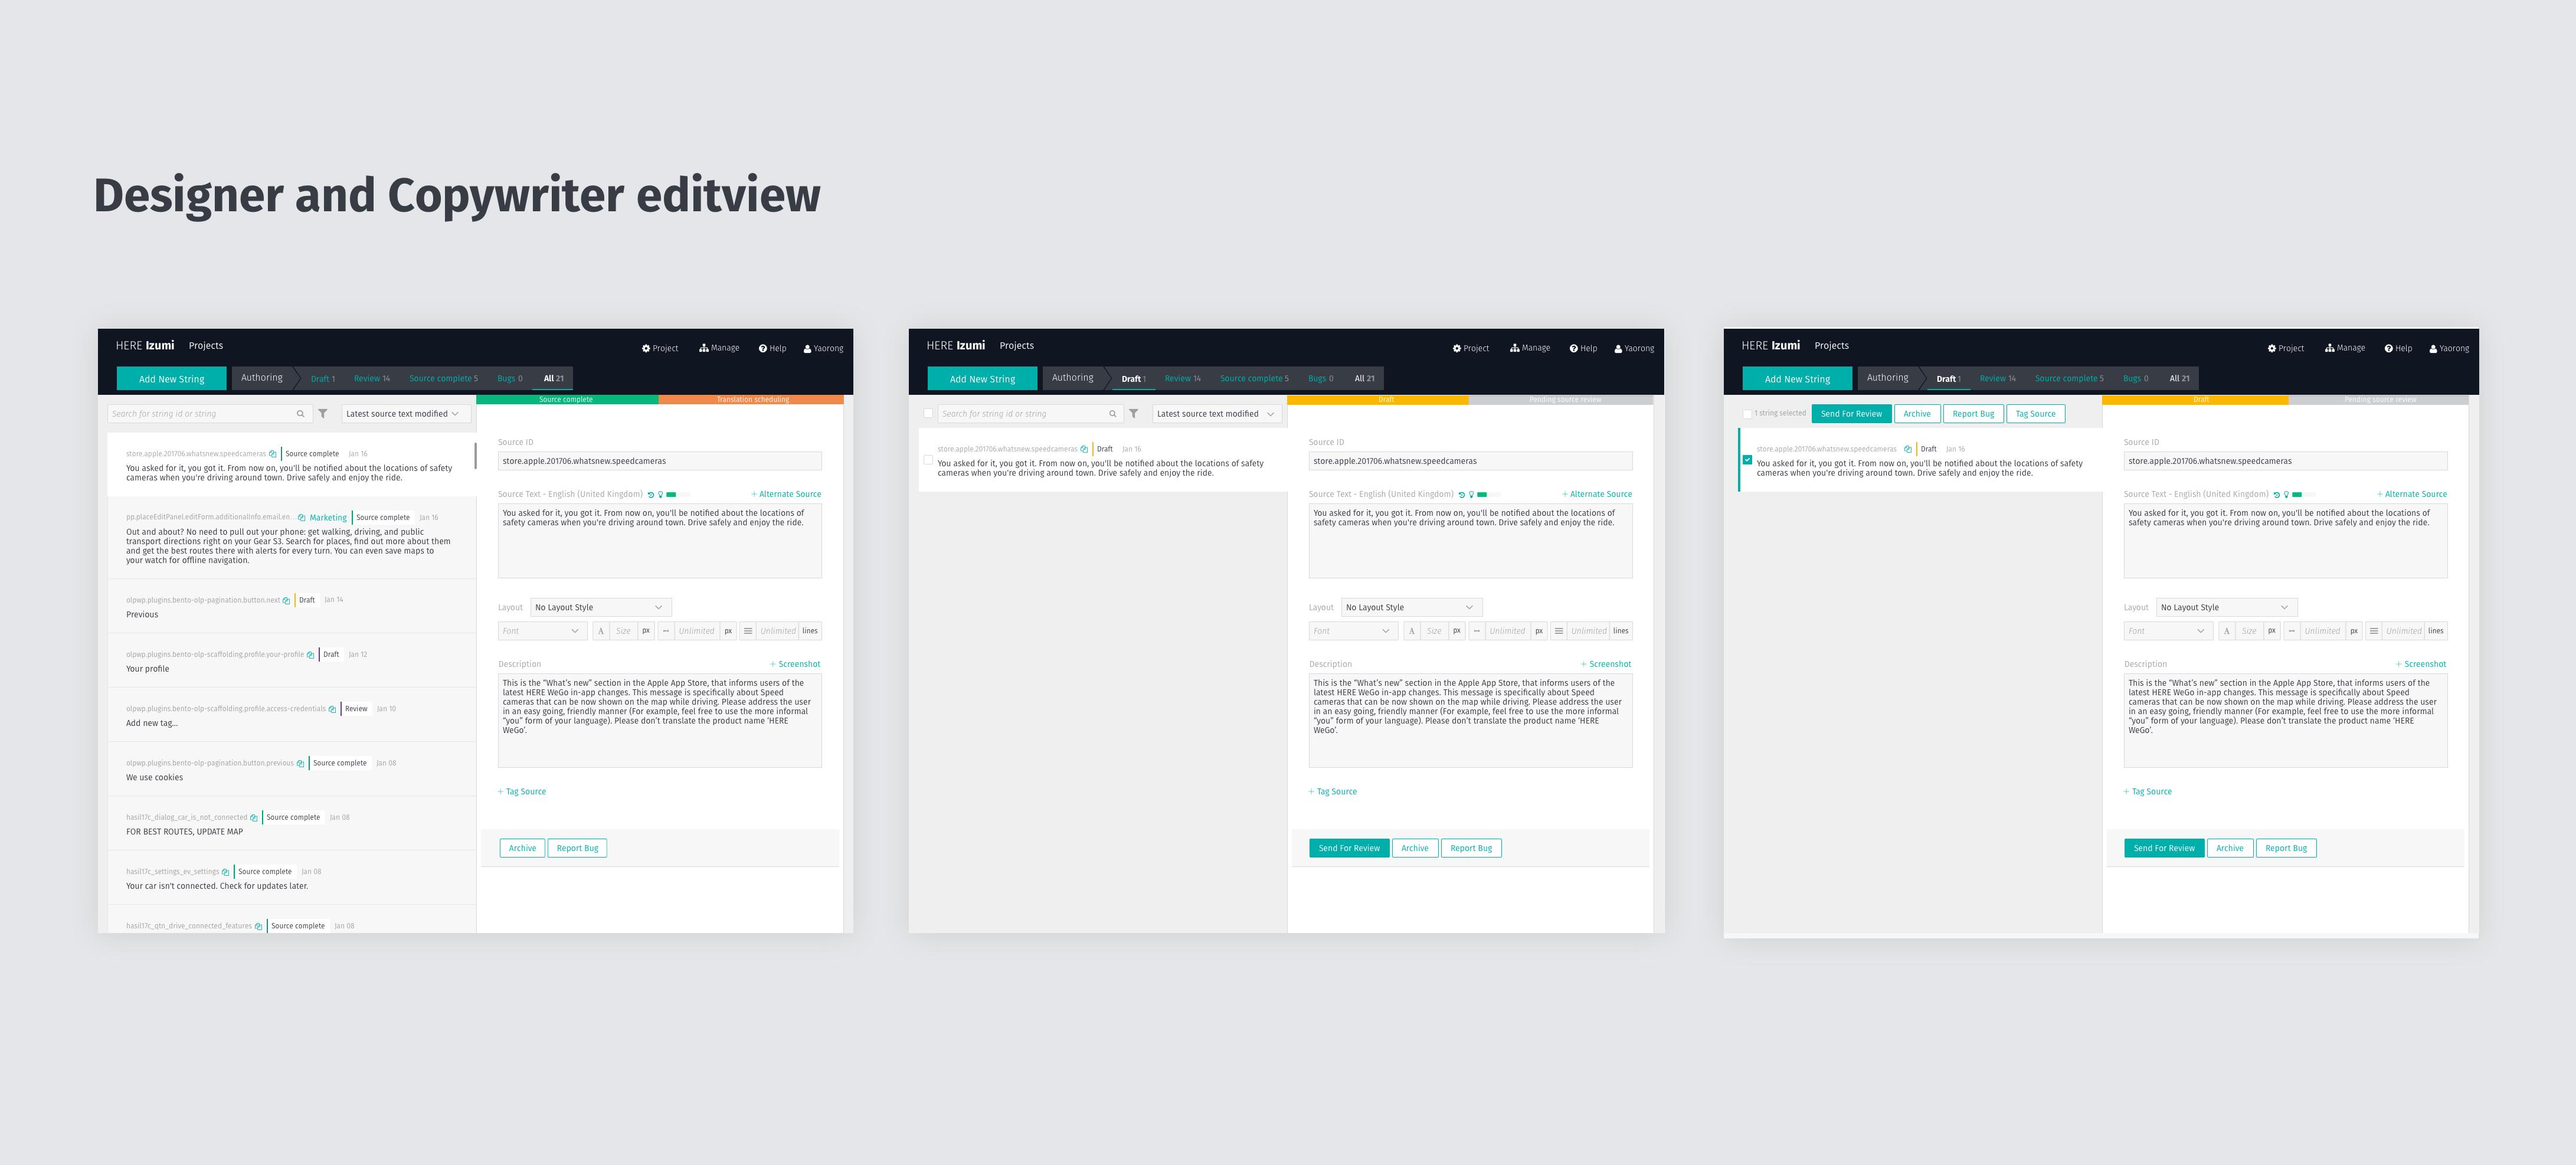 Designer and Copywriter editview
HERE Izumi Projects
Project Manage Help Yaorong
Add New String Authoring Draft 1 Review 14 Source complete 5 Bugs 0 All 21
Source complete Translation scheduling
Search for string id or string Latest source text modified
store.apple.201706.whatsnew.speedcameras Source complete Jan 16
You asked for it, you got it. From now on, you'll be notified about the locations of safety
cameras when you're driving around town. Drive safely and enjoy the ride.
pp.placeEditPanel.editForm.additionalInfo.email.en... Marketing Source complete Jan 16
Out and about? No need to pull out your phone: get walking, driving, and public
transport directions right on your Gear S3. Search for places, find out more about them
and get the best routes there with alerts for every turn. You can even save maps to
your watch for offline navigation.
olpwp.plugins.bento-olp-pagination.button.next Draft Jan 14
Previous
olpwp.plugins.bento-olp-scaffolding.profile.your-profile Draft Jan 12
Your profile
olpwp.plugins.bento-olp-scaffolding.profile.access-credentials Review Jan 10
Add new tag...
olpwp.plugins.bento-olp-pagination.button.previous Source complete Jan 08
We use cookies
hasil17c_dialog_car_is_not_connected Source complete Jan 08
FOR BEST ROUTES, UPDATE MAP
hasil17c_settings_ev_settings Source complete Jan 08
Your car isn't connected. Check for updates later.
hasil17c_qtn_drive_connected_features Source complete Jan 08
Source ID
store.apple.201706.whatsnew.speedcameras
Source Text - English (United Kingdom) + Alternate Source
You asked for it, you got it. From now on, you'll be notified about the locations of
safety cameras when you're driving around town. Drive safely and enjoy the ride.
Layout No Layout Style
Font A Size px Unlimited px Unlimited lines
Description + Screenshot
This is the “What’s new” section in the Apple App Store, that informs users of the
latest HERE WeGo in-app changes. This message is specifically about Speed
cameras that can be now shown on the map while driving. Please address the user
in an easy going, friendly manner (For example, feel free to use the more informal
“you” form of your language). Please don’t translate the product name ‘HERE
WeGo’.
+ Tag Source
Archive Report Bug
HERE Izumi Projects
Project Manage Help Yaorong
Add New String Authoring Draft 1 Review 14 Source complete 5 Bugs 0 All 21
Draft Pending source review
Search for string id or string Latest source text modified
store.apple.201706.whatsnew.speedcameras Draft Jan 16
You asked for it, you got it. From now on, you'll be notified about the locations of safety
cameras when you're driving around town. Drive safely and enjoy the ride.
Source ID
store.apple.201706.whatsnew.speedcameras
Source Text - English (United Kingdom) + Alternate Source
You asked for it, you got it. From now on, you'll be notified about the locations of
safety cameras when you're driving around town. Drive safely and enjoy the ride.
Layout No Layout Style
Font A Size px Unlimited px Unlimited lines
Description + Screenshot
This is the “What’s new” section in the Apple App Store, that informs users of the
latest HERE WeGo in-app changes. This message is specifically about Speed
cameras that can be now shown on the map while driving. Please address the user
in an easy going, friendly manner (For example, feel free to use the more informal
“you” form of your language). Please don’t translate the product name ‘HERE
WeGo’.
+ Tag Source
Send For Review Archive Report Bug
HERE Izumi Projects
Project Manage Help Yaorong
Add New String Authoring Draft 1 Review 14 Source complete 5 Bugs 0 All 21
Draft Pending source review
1 string selected Send For Review Archive Report Bug Tag Source
store.apple.201706.whatsnew.speedcameras Draft Jan 16
You asked for it, you got it. From now on, you'll be notified about the locations of safety
cameras when you're driving around town. Drive safely and enjoy the ride.
Source ID
store.apple.201706.whatsnew.speedcameras
Source Text - English (United Kingdom) + Alternate Source
You asked for it, you got it. From now on, you'll be notified about the locations of
safety cameras when you're driving around town. Drive safely and enjoy the ride.
Layout No Layout Style
Font A Size px Unlimited px Unlimited lines
Description + Screenshot
This is the “What’s new” section in the Apple App Store, that informs users of the
latest HERE WeGo in-app changes. This message is specifically about Speed
cameras that can be now shown on the map while driving. Please address the user
in an easy going, friendly manner (For example, feel free to use the more informal
“you” form of your language). Please don’t translate the product name ‘HERE
WeGo’.
+ Tag Source
Send For Review Archive Report Bug